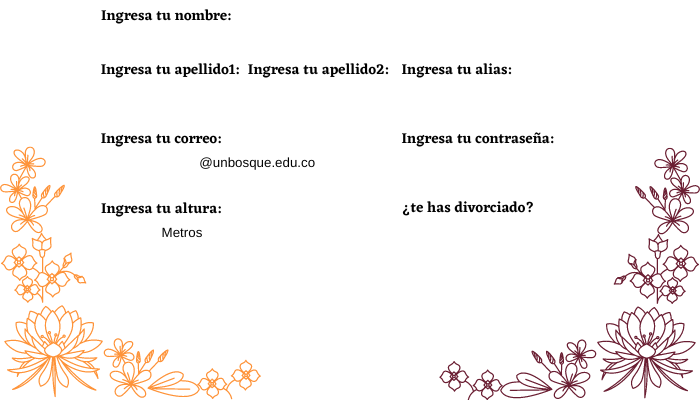 Ingresa tu nombre:
Ingresa tu apellido1: Ingresa tu apellido2: Ingresa tu alias:
Ingresa tu correo: Ingresa tu contraseña:
@unbosque.edu.co
Ingresa tu altura: ¿te has divorciado?
Metros